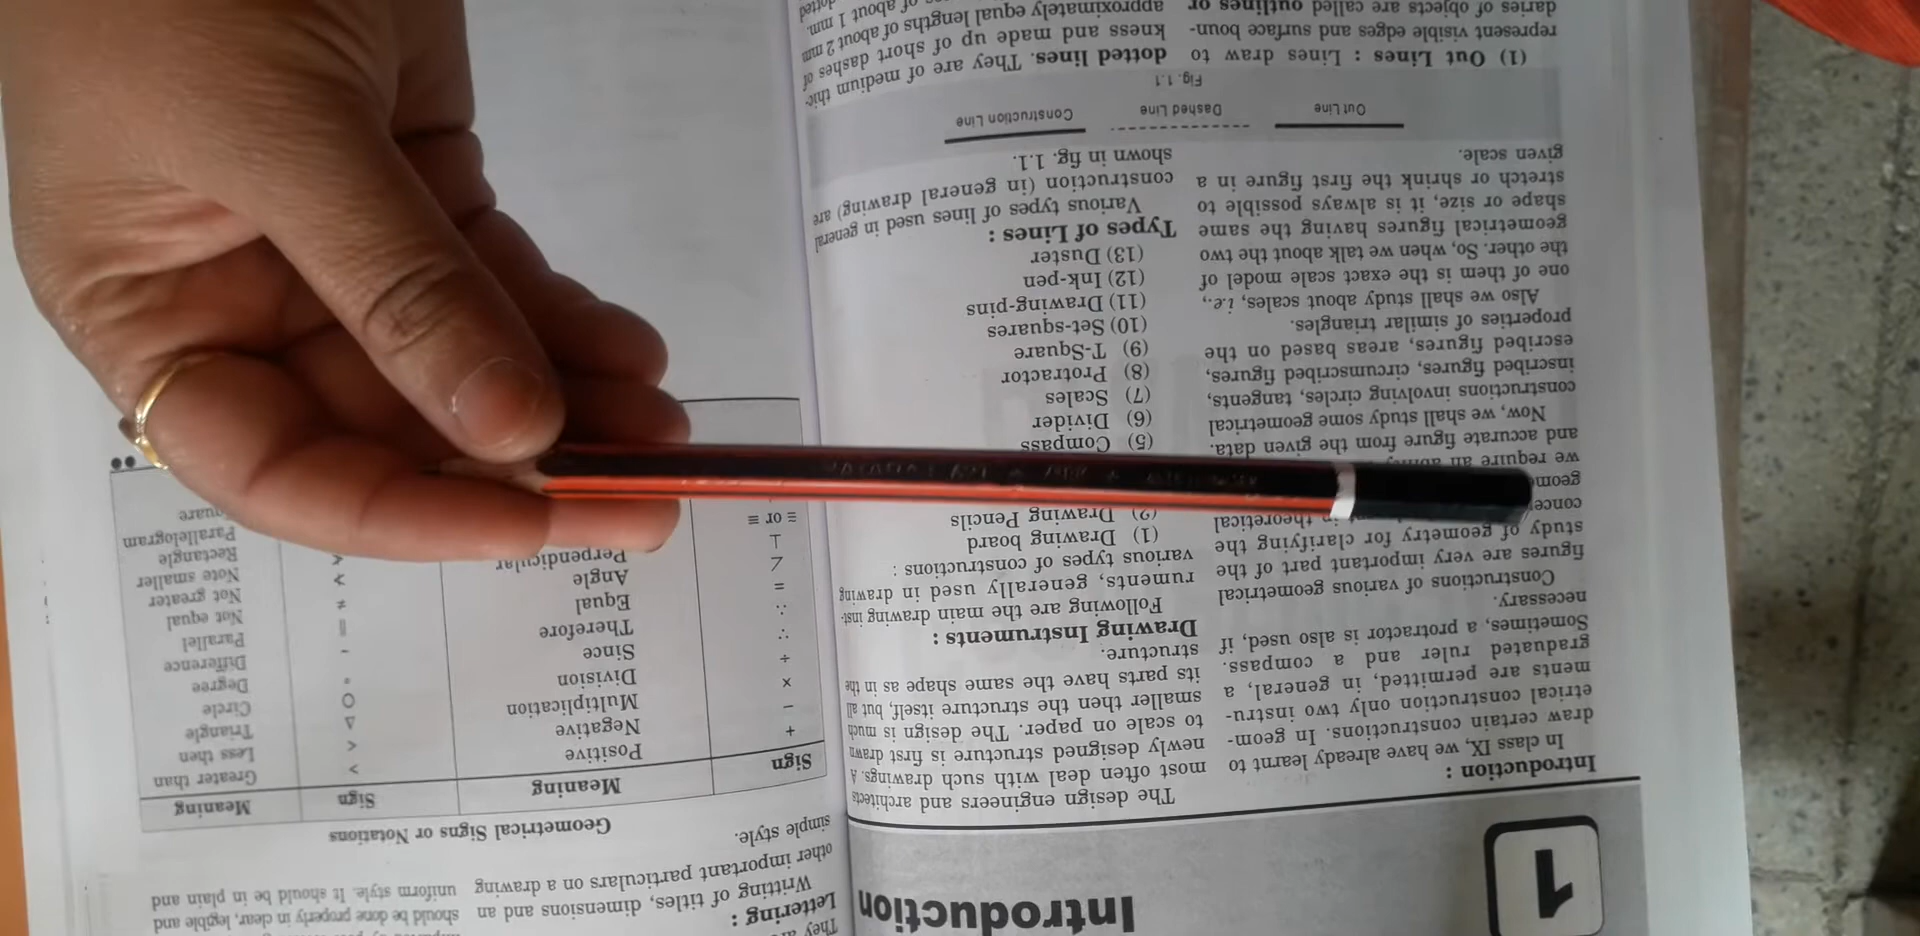 1
Introduction
Introduction :
In class IX, we have already learnt to
draw certain constructions. In geom-
etrical construction only two instru-
ments are permitted, in general, a
graduated ruler and a compass.
Sometimes, a protractor is also used, if
necessary.
Constructions of various geometrical
figures are very important part of the
study of geometry for clarifying the
theoretical
geom
we require an
and accurate figure from the given data.
Now, we shall study some geometrical
constructions involving circles, tangents,
inscribed figures, circumscribed figures,
escribed figures, areas based on the
properties of similar triangles.
Also we shall study about scales, i.e.,
one of them is the exact scale model of
the other. So, when we talk about the two
geometrical figures having the same
shape or size, it is always possible to
stretch or shrink the first figure in a
given scale.
The design engineers and architects
most often deal with such drawings. A
newly designed structure is first drawn
to scale on paper. The design is much
smaller then the structure itself, but all
its parts have the same shape as in the
structure.
Drawing Instruments :
Following are the main drawing inst-
ruments, generally used in drawing
various types of constructions :
(1) Drawing board
(2) Drawing Pencils
(5) Compass
(6) Divider
(7) Scales
(8) Protractor
(9) T-Square
(10) Set-squares
(11) Drawing-pins
(12) Ink-pen
(13) Duster
Types of Lines :
Various types of lines used in general
construction (in general drawing) are
shown in fig. 1.1.
Out Line
Dashed Line
Construction Line
Fig. 1.1
(1) Out Lines : Lines draw to
represent visible edges and surface boun-
daries of objects are called outlines or
dotted lines. They are of medium thic-
kness and made up of short dashes of
approximately equal lengths of about 2 mm
of about 1 mm.
dotted
They
Lettering :
Writting of titles, dimensions and an
other important particulars on a drawing
should be done property in clear, legible and
uniform style. It should be in plain and
simple style.
Geometrical Signs or Notations
Sign Meaning Sign Meaning
+ Positive > Greater than
− Negative < Less then
× Multiplication Δ Triangle
÷ Division ○ Circle
∵ Since ° Degree
∴ Therefore ~ Difference
= Equal || Parallel
∠ Angle ≠ Not equal
⊥ Perpendicular Not greater
≡ or ≅ Note smaller
Rectangle
Parallelogram